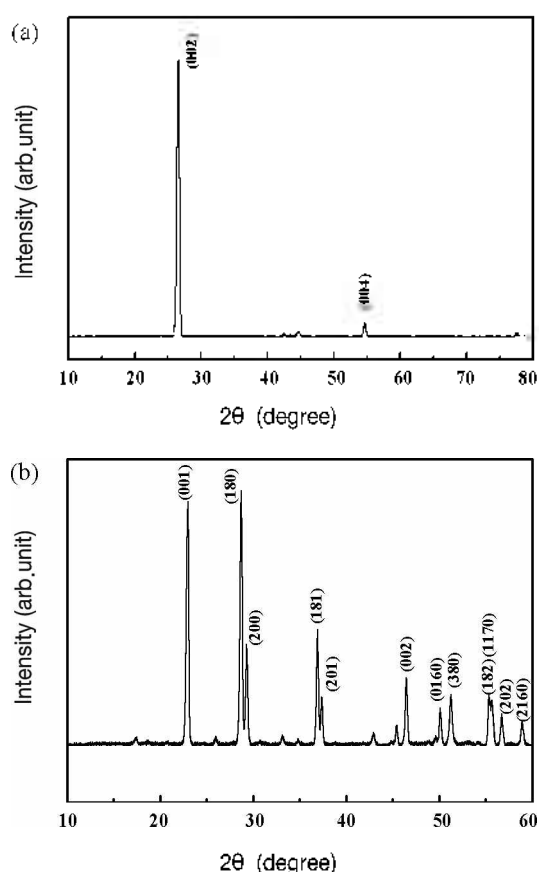 (a)
(002)
(004)
Intensity (arb,unit)
10 20 30 40 50 60 70 80
2θ (degree)
(b)
(001)
(180)
(200)
(181)
(201)
(002)
(0160)
(380)
(182) (1170)
(202)
(2160)
Intensity (arb,unit)
10 20 30 40 50 60
2θ (degree)